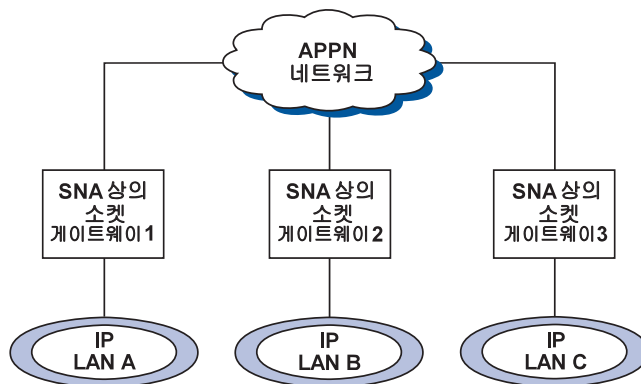 APPN
네트워크
SNA 상의
소켓
게이트웨이1
SNA 상의
소켓
게이트웨이2
SNA 상의
소켓
게이트웨이3
IP
LAN A
IP
LAN B
IP
LAN C